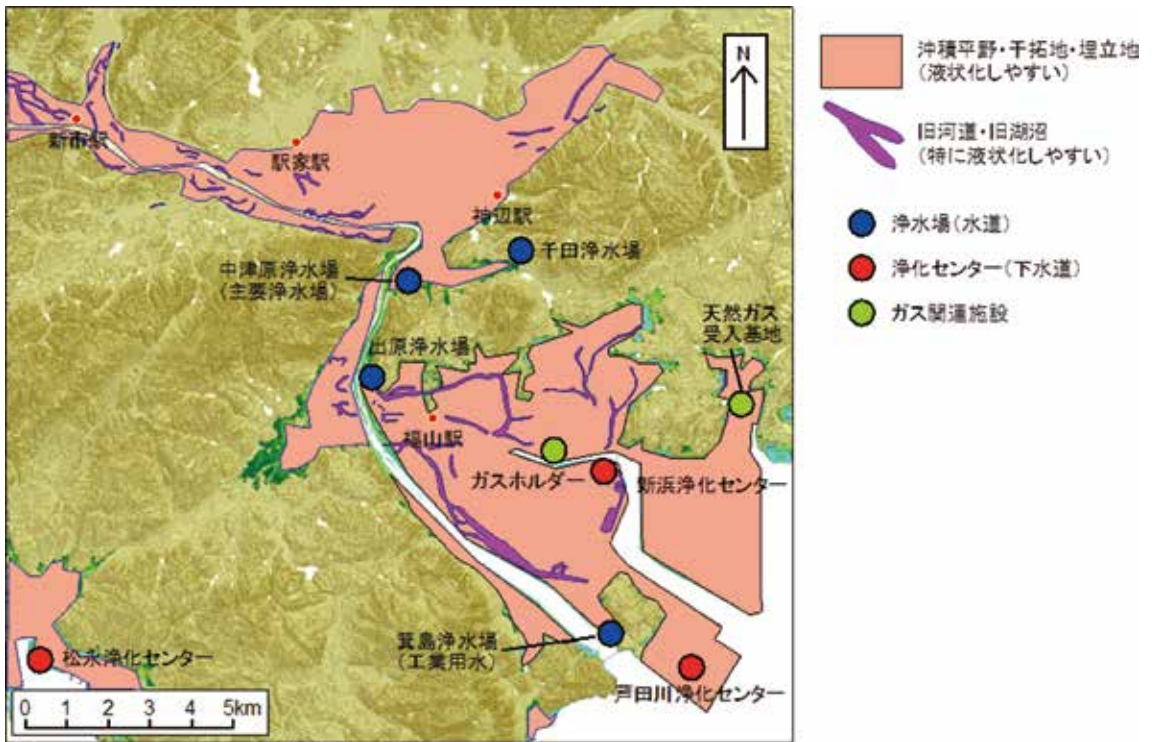 N
新市駅
駅家駅
神辺駅
千田浄水場
中津原浄水場
(主要浄水場)
出原浄水場
天然ガス
受入基地
福山駅
ガスホルダー
新浜浄化センター
箕島浄水場
(工業用水)
松永浄化センター
芦田川浄化センター
0 1 2 3 4 5km
沖積平野・干拓地・埋立地
(液状化しやすい)
旧河道・旧湖沼
(特に液状化しやすい)
浄水場(水道)
浄化センター(下水道)
ガス関連施設